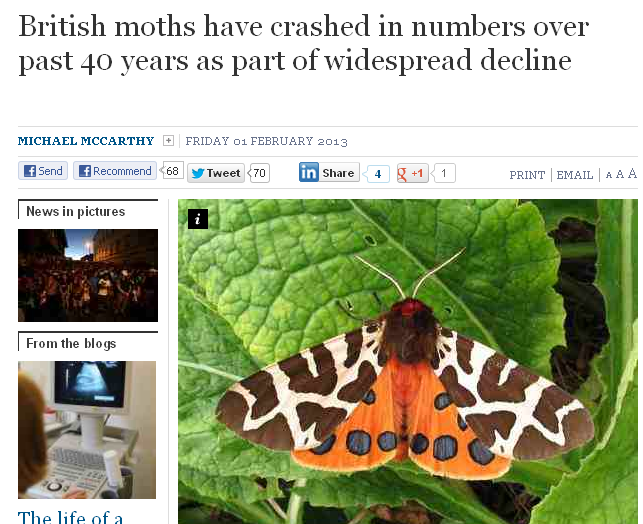 British moths have crashed in numbers over
past 40 years as part of widespread decline
MICHAEL MCCARTHY + FRIDAY 01 FEBRUARY 2013
Send Recommend 68 Tweet 70 in Share 4 g +1 1 PRINT EMAIL A A A
News in pictures
i
From the blogs
The life of a